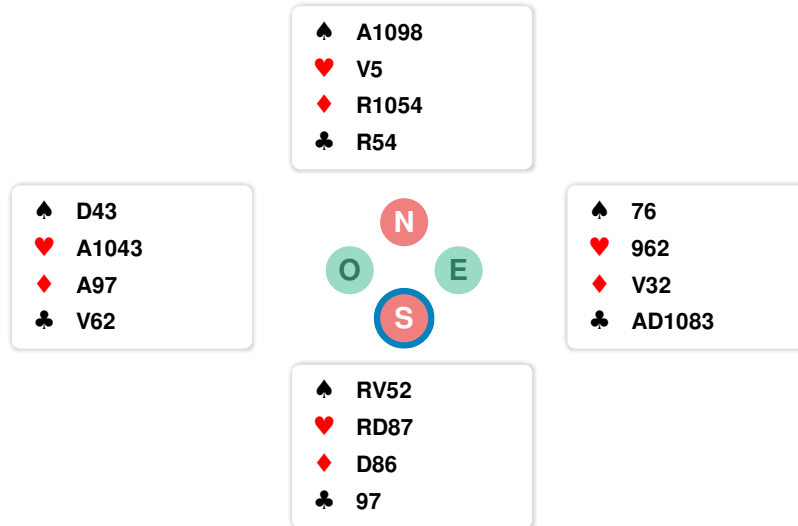 ♠ A1098
♥ V5
♦ R1054
♣ R54
♠ D43
♥ A1043
♦ A97
♣ V62
N
O E
S
♠ 76
♥ 962
♦ V32
♣ AD1083
♠ RV52
♥ RD87
♦ D86
♣ 97